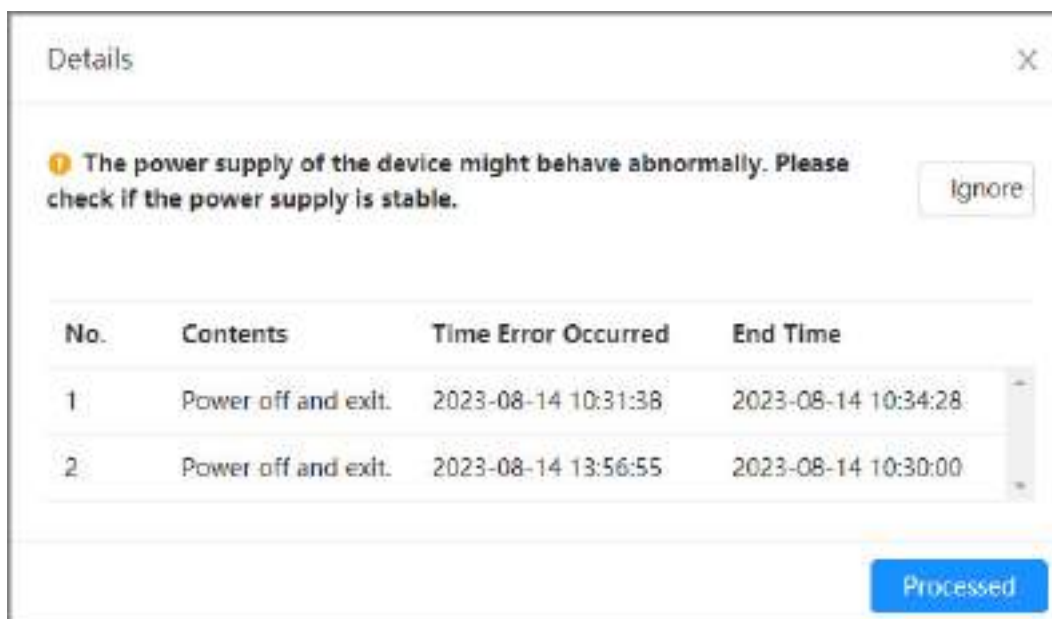 Details
The power supply of the device might behave abnormally. Please
check if the power supply is stable.
Ignore
No. Contents Time Error Occurred End Time
1 Power off and exit. 2023-08-14 10:31:38 2023-08-14 10:34:28
2 Power off and exit. 2023-08-14 13:56:55 2023-08-14 10:30:00
Processed